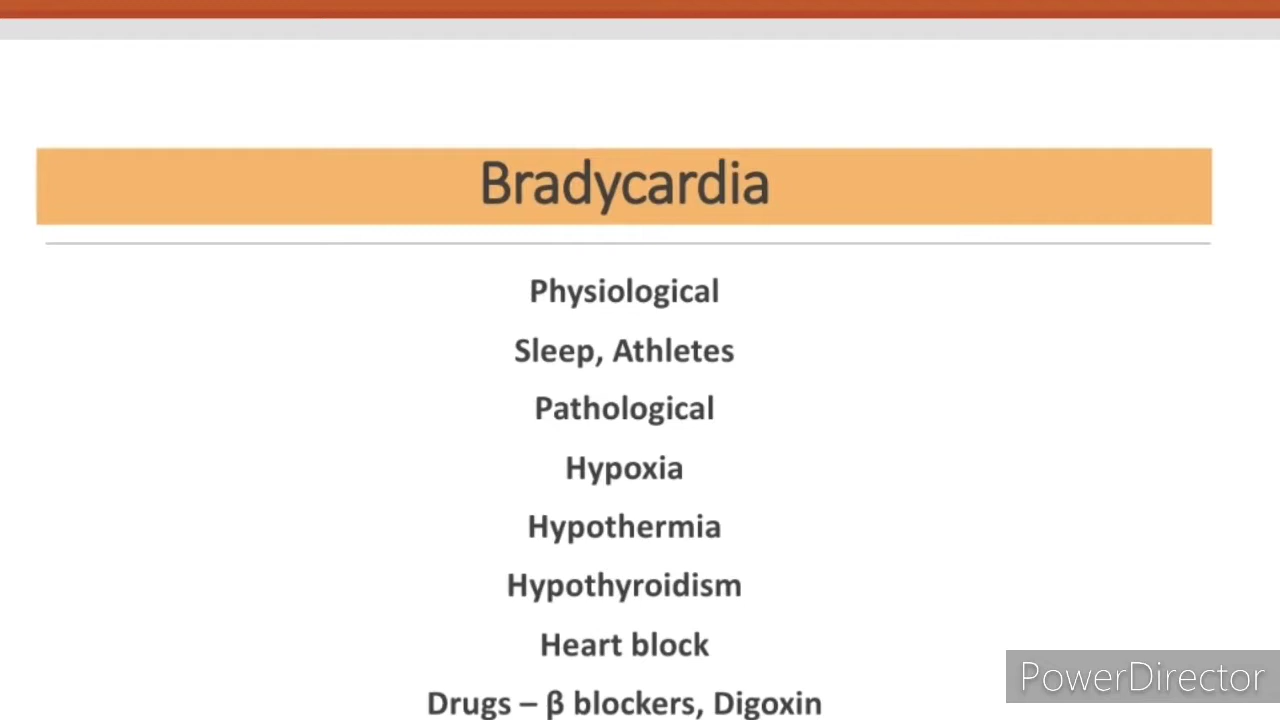 Bradycardia
Physiological
Sleep, Athletes
Pathological
Hypoxia
Hypothermia
Hypothyroidism
Heart block
Drugs – β blockers, Digoxin
PowerDirector